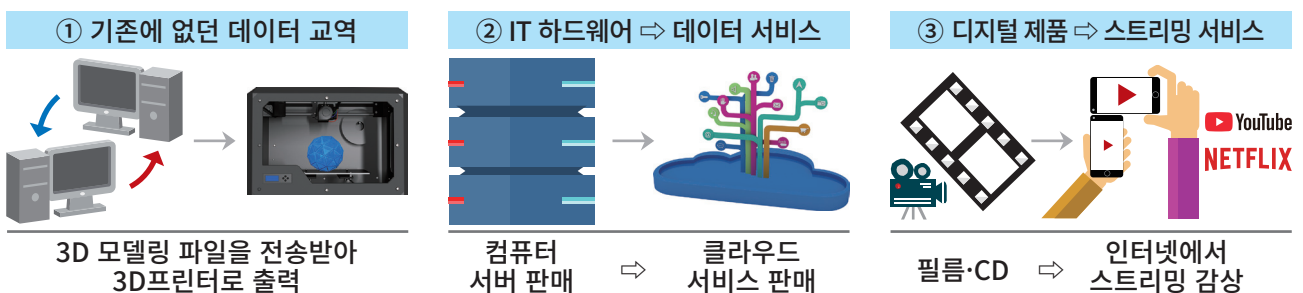 ① 기존에 없던 데이터 교역
② IT 하드웨어 ⇨ 데이터 서비스
③ 디지털 제품 ⇨ 스트리밍 서비스
YouTube
NETFLIX
3D 모델링 파일을 전송받아
3D프린터로 출력
컴퓨터
서버 판매
⇨
클라우드
서비스 판매
필름·CD ⇨
인터넷에서
스트리밍 감상